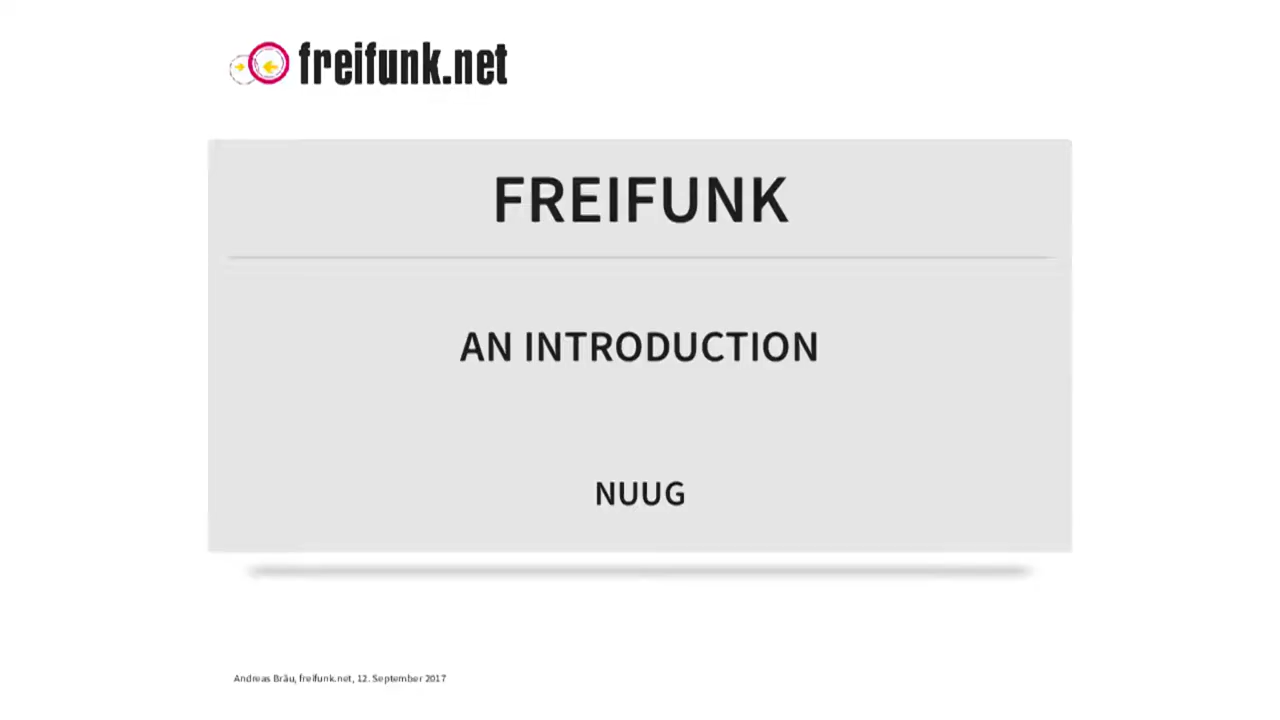 freifunk.net
FREIFUNK
AN INTRODUCTION
NUUG
Andreas Bräu, freifunk.net, 12. September 2017